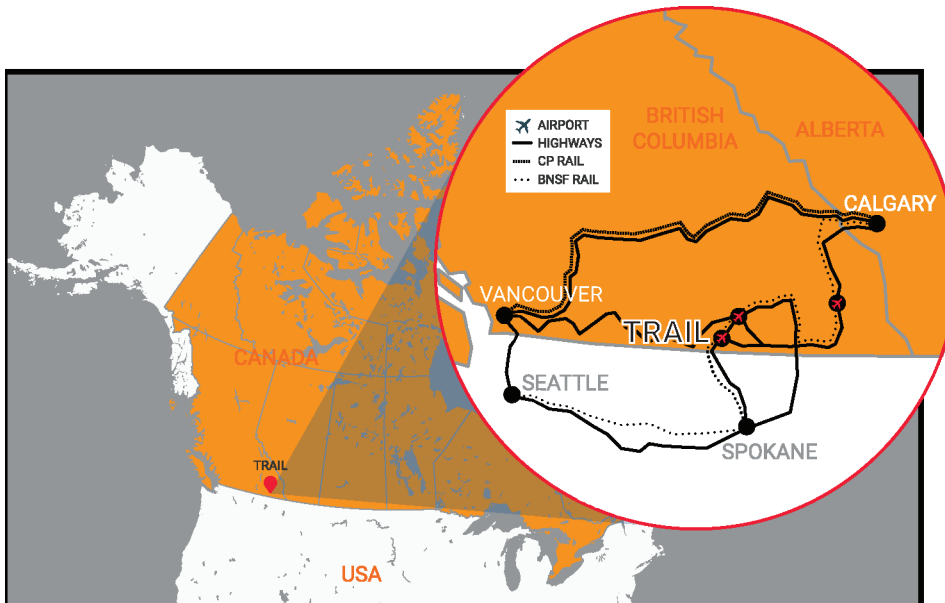 BRITISH
COLUMBIA
ALBERTA
AIRPORT
HIGHWAYS
CP RAIL
BNSF RAIL
CALGARY
VANCOUVER
TRAIL
SEATTLE
SPOKANE
CANADA
TRAIL
USA